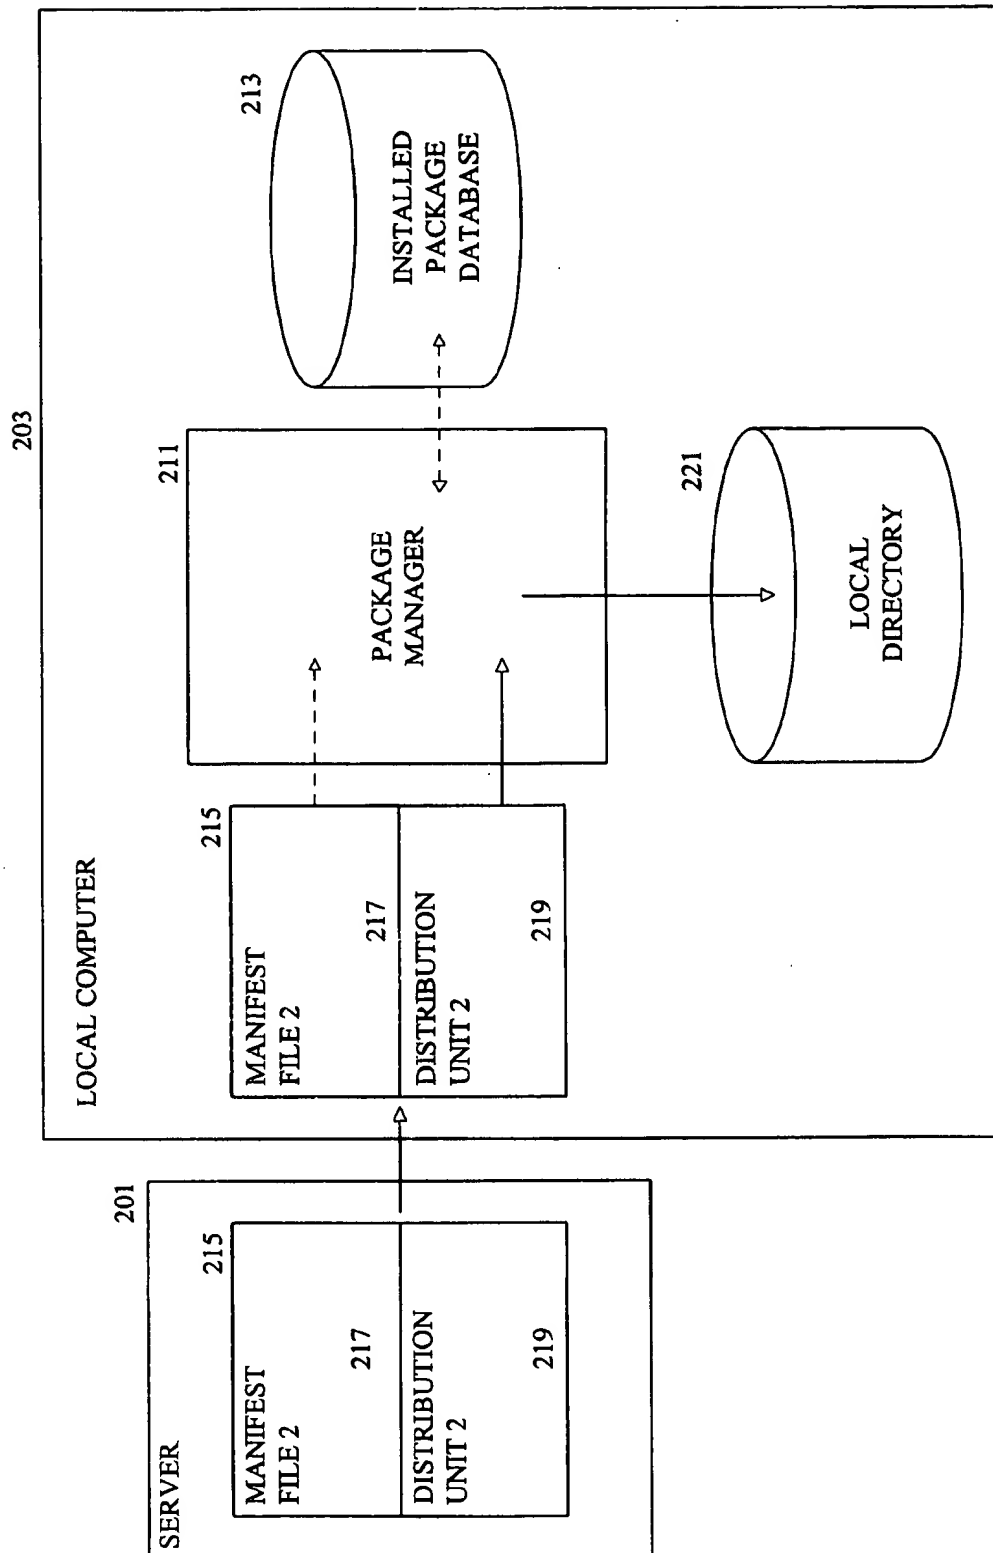 SERVER
201
215
MANIFEST
FILE 2
217
DISTRIBUTION
UNIT 2
219
203
LOCAL COMPUTER
215
MANIFEST
FILE 2
217
DISTRIBUTION
UNIT 2
219
211
PACKAGE
MANAGER
213
INSTALLED
PACKAGE
DATABASE
221
LOCAL
DIRECTORY